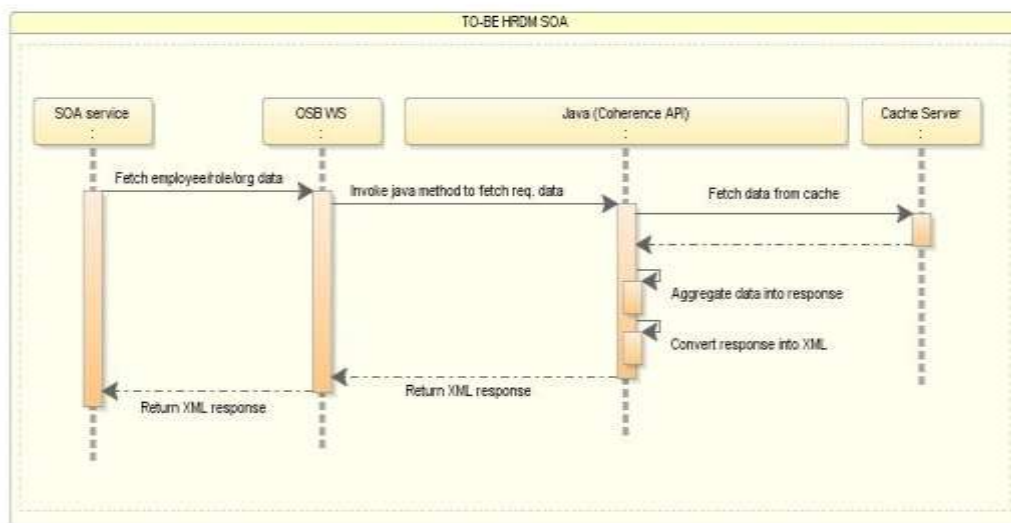 TO-BE HRDM SOA
SOA service
:
OSB WS
:
Java (Coherence API)
:
Cache Server
:
Fetch employee/role/org data
Invoke java method to fetch req. data
Fetch data from cache
Aggregate data into response
Convert response into XML
Return XML response
Return XML response